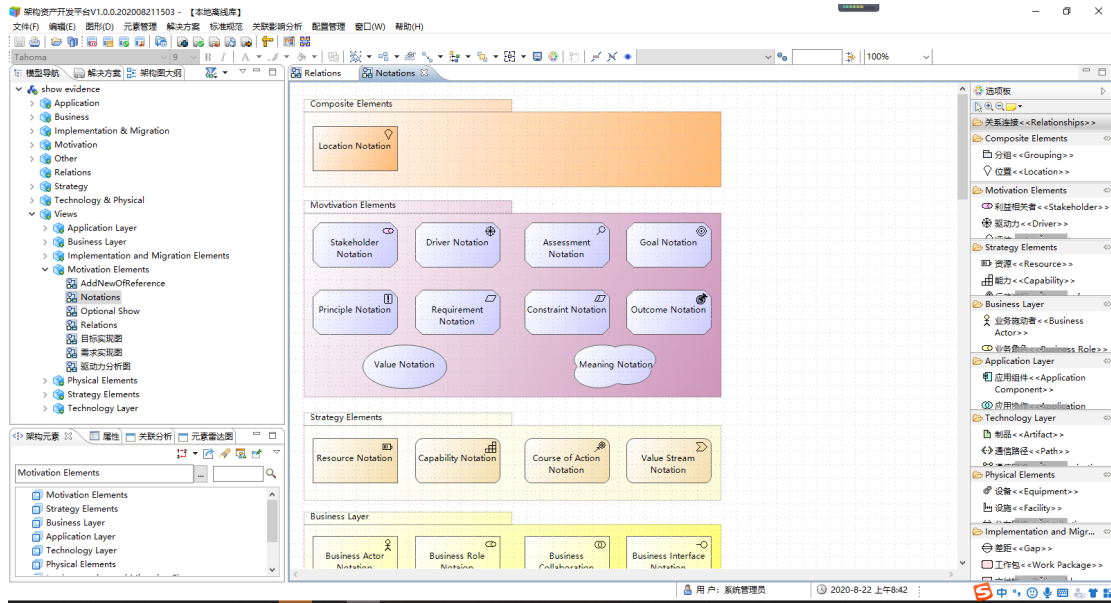 架构资产开发平台V1.0.0.202008211503 - 【本地离线库】
文件(F) 编辑(E) 图形(D) 元素管理 解决方案 标准规范 关联影响分析 配置管理 窗口(W) 帮助(H)
Tahoma 9 B I A 100%
模型导航 解决方案 架构图大纲
show evidence
Application
Business
Implementation & Migration
Motivation
Other
Relations
Strategy
Technology & Physical
Views
Application Layer
Business Layer
Implementation and Migration Elements
Motivation Elements
AddNewOfReference
Notations
Optional Show
Relations
目标实现图
需求实现图
驱动力分析图
Physical Elements
Strategy Elements
Technology Layer
架构元素 属性 关联分析 元素雷达图
Motivation Elements ...
Motivation Elements
Strategy Elements
Business Layer
Application Layer
Technology Layer
Physical Elements
Relations Notations
Composite Elements
Location Notation
Movtivation Elements
Stakeholder Notation
Driver Notation
Assessment Notation
Goal Notation
Principle Notation
Requirement Notation
Constraint Notation
Outcome Notation
Value Notation
Meaning Notation
Strategy Elements
Resource Notation
Capability Notation
Course of Action Notation
Value Stream Notation
Business Layer
Business Actor
Business Role
Business Collaboration
Business Interface
选项板
关系连接<<Relationships>>
Composite Elements
分组<<Grouping>>
位置<<Location>>
Motivation Elements
利益相关者<<Stakeholder>>
驱动力<<Driver>>
Strategy Elements
资源<<Resource>>
能力<<Capability>>
Business Layer
业务施动者<<Business
Actor>>
业务角色<<Business Role>>
Application Layer
应用组件<<Application
Component>>
Technology Layer
制品<<Artifact>>
通信路径<<Path>>
Physical Elements
设备<<Equipment>>
设施<<Facility>>
Implementation and Migr...
差距<<Gap>>
工作包<<Work Package>>
用户: 系统管理员 2020-8-22 上午8:42
中